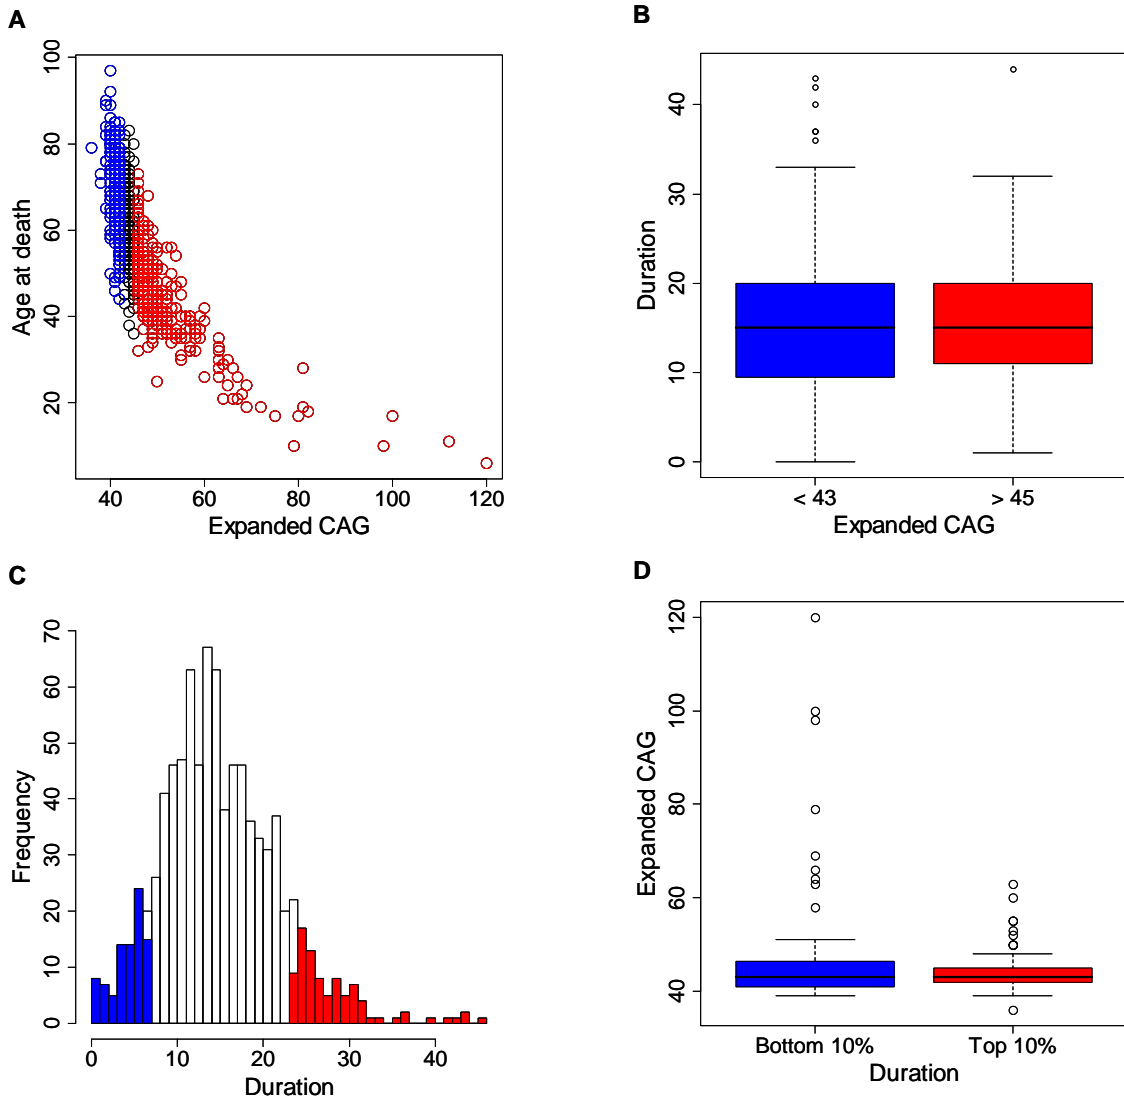 A
100
80
60
40
20
Age at death
40 60 80 100 120
Expanded CAG
B
40
30
20
10
0
Duration
< 43 > 45
Expanded CAG
C
70
60
50
40
30
20
10
0
Frequency
0 10 20 30 40
Duration
D
120
100
80
60
40
Expanded CAG
Bottom 10% Top 10%
Duration